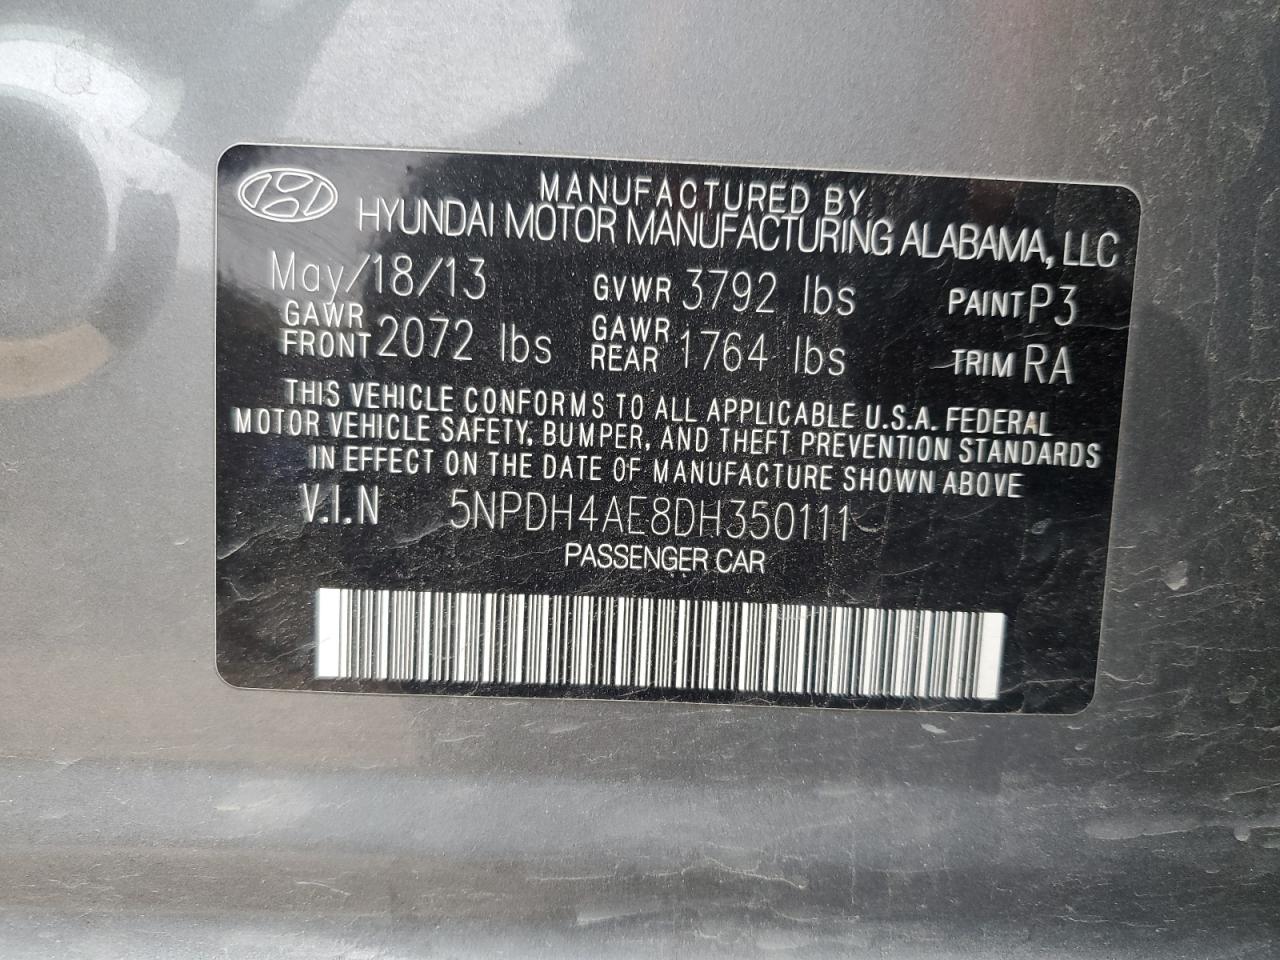 MANUFACTURED BY
HYUNDAI MOTOR MANUFACTURING ALABAMA, LLC
May/18/13 GVWR 3792 lbs PAINT P3
GAWR FRONT 2072 lbs GAWR REAR 1764 lbs TRIM RA
THIS VEHICLE CONFORMS TO ALL APPLICABLE U.S.A. FEDERAL
MOTOR VEHICLE SAFETY, BUMPER, AND THEFT PREVENTION STANDARDS
IN EFFECT ON THE DATE OF MANUFACTURE SHOWN ABOVE
V.I.N 5NPDH4AE8DH350111
PASSENGER CAR